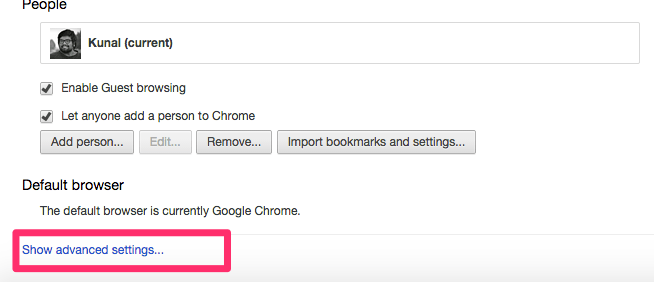 People
Kunal (current)
Enable Guest browsing
Let anyone add a person to Chrome
Add person... Edit... Remove... Import bookmarks and settings...
Default browser
The default browser is currently Google Chrome.
Show advanced settings...